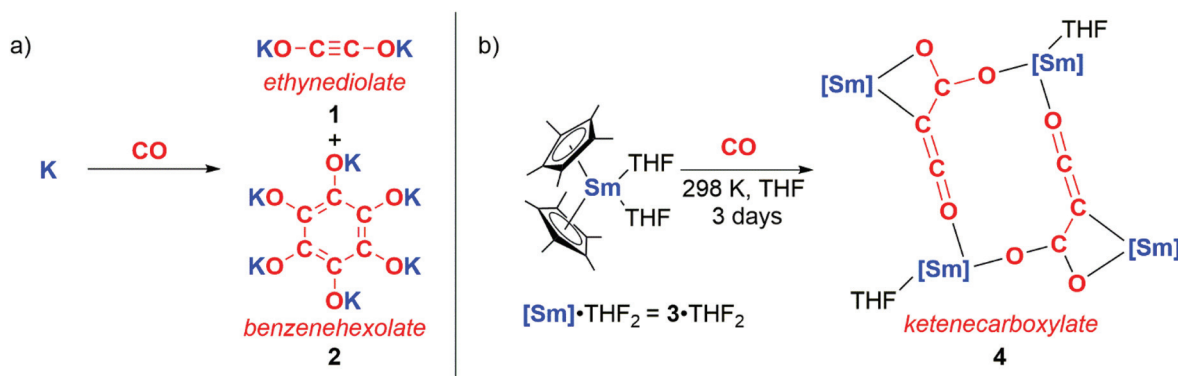 a)
K
CO
KO-C≡C-OK
ethynediolate
1
+
OK
KO
OK
C
C
C
C
C
C
KO
OK
OK
benzenehexolate
2
b)
Sm
THF
THF
[Sm]•THF₂ = 3•THF₂
CO
298 K, THF
3 days
THF
O
[Sm]
O
[Sm]
C
C
O
C
C
O
C
C
[Sm]
O
C
[Sm]
THF
O
ketenecarboxylate
4